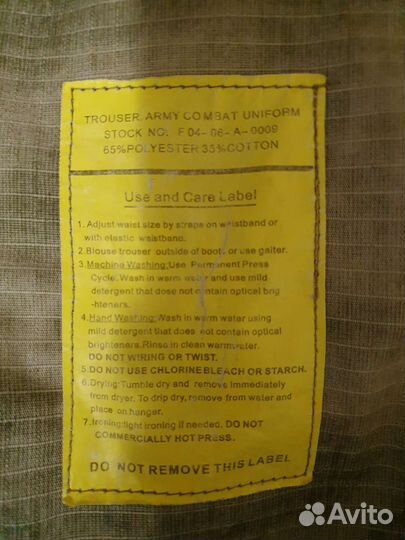 TROUSER, ARMY COMBAT UNIFORM
STOCK NO: F 04-06-A-0009
65%POLYESTER 35%COTTON
Use and Care Label
1. Adjust waist size by straps on waistband or
with elastic waistband.
2. Blouse trouser outside of boots or use gaiter.
3. Machine Washing:Use Permanent Press
Cycle. Wash in warm water and use mild
detergent that dose not contain optical brig
-hteners.
4. Hand Washing:Wash in warm water using
mild detergent that does not contain optical
brighteners.Rinse in clean warmwater.
DO NOT WIRING OR TWIST.
5.DO NOT USE CHLORINE BLEACH OR STARCH.
6.Drying:Tumble dry and remove immediately
from dryer. To drip dry, remove from water and
place on hanger.
7.Ironing:light ironing if needed. DO NOT
COMMERCIALLY HOT PRESS.
DO NOT REMOVE THIS LABEL
Avito